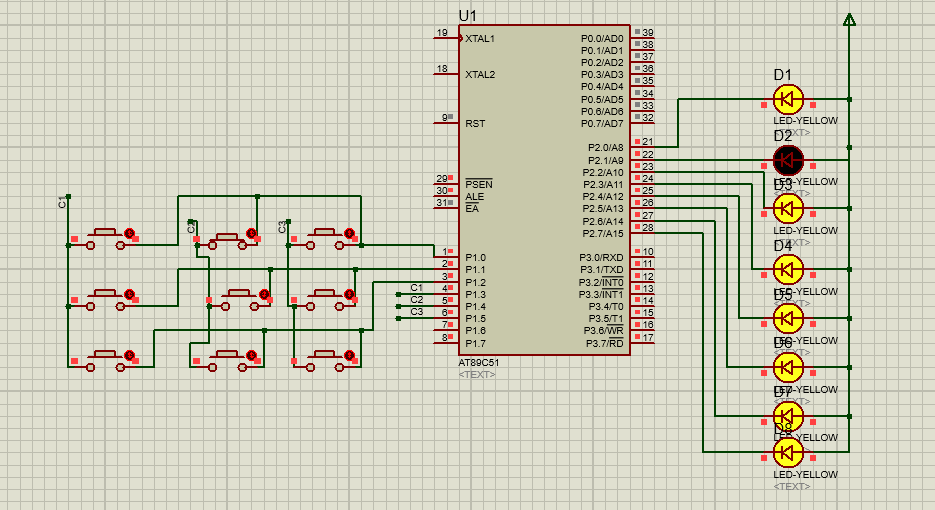 U1
19 XTAL1
18 XTAL2
9 RST
29 PSEN
30 ALE
31 EA
1 P1.0
2 P1.1
3 P1.2
C1 4 P1.3
C2 5 P1.4
C3 6 P1.5
7 P1.6
8 P1.7
P0.0/AD0 39
P0.1/AD1 38
P0.2/AD2 37
P0.3/AD3 36
P0.4/AD4 35
P0.5/AD5 34
P0.6/AD6 33
P0.7/AD7 32
P2.0/A8 21
P2.1/A9 22
P2.2/A10 23
P2.3/A11 24
P2.4/A12 25
P2.5/A13 26
P2.6/A14 27
P2.7/A15 28
P3.0/RXD 10
P3.1/TXD 11
P3.2/INT0 12
P3.3/INT1 13
P3.4/T0 14
P3.5/T1 15
P3.6/WR 16
P3.7/RD 17
AT89C51
<TEXT>
C1
C2
C3
D1
LED-YELLOW
<TEXT>
D2
LED-YELLOW
<TEXT>
D3
LED-YELLOW
<TEXT>
D4
LED-YELLOW
<TEXT>
D5
LED-YELLOW
<TEXT>
D6
LED-YELLOW
<TEXT>
D7
LED-YELLOW
D8
LED-YELLOW
<TEXT>